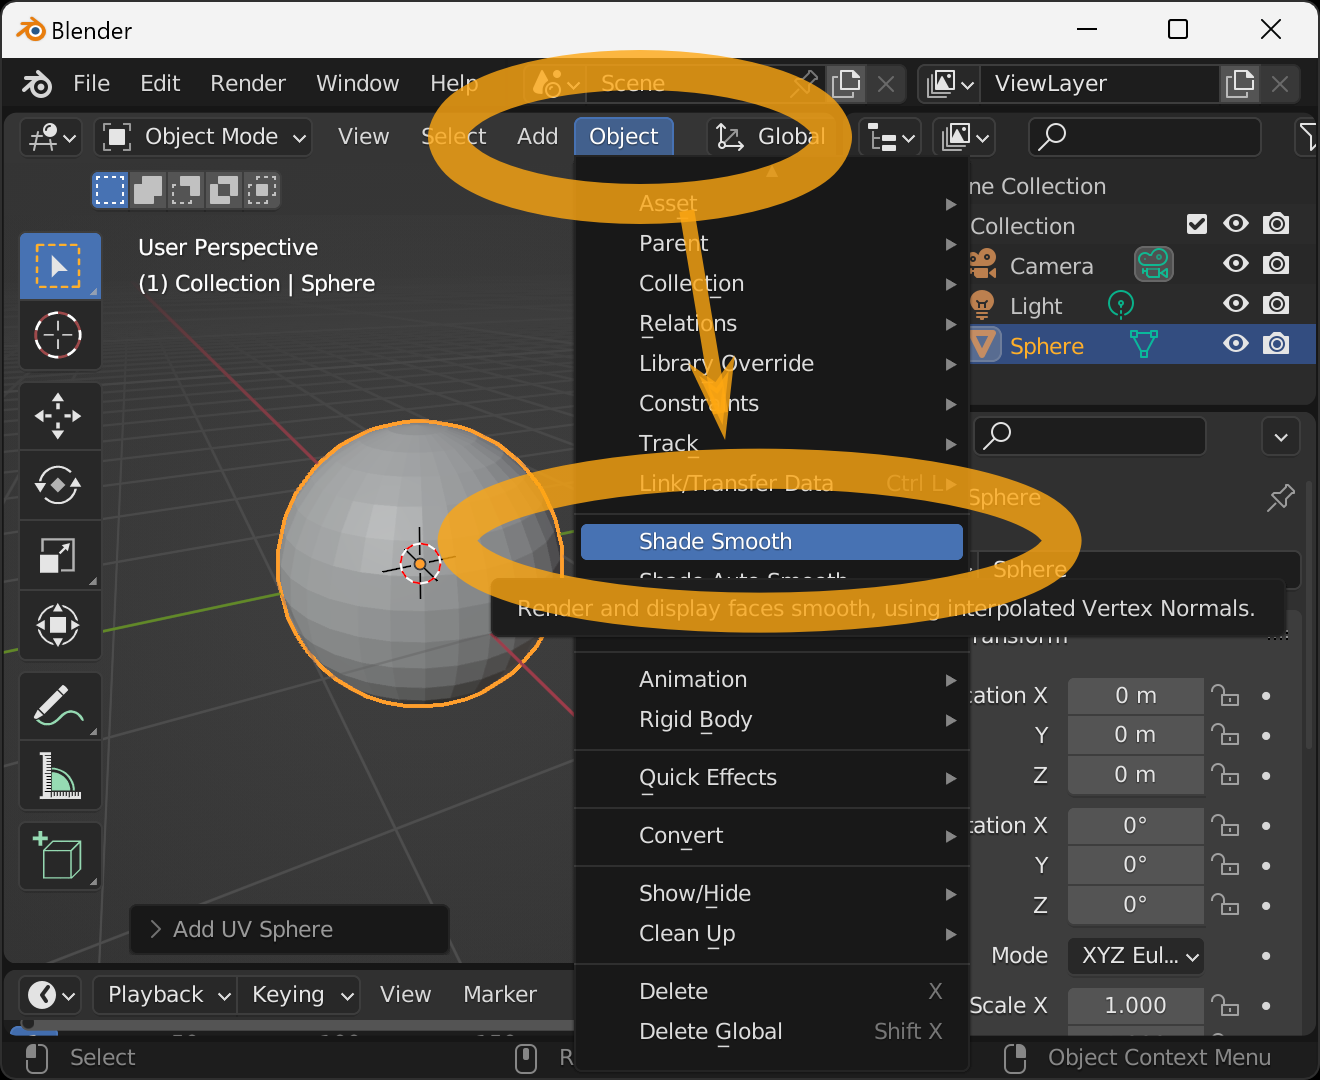 Blender
File Edit Render Window Help Scene ViewLayer
Object Mode View Select Add Object Global
User Perspective
(1) Collection | Sphere
Asset
Parent
Collection
Relations
Library Override
Constraints
Track
Link/Transfer Data Ctrl L
Shade Smooth
Shade Auto Smooth
Render and display faces smooth, using interpolated Vertex Normals.
Animation
Rigid Body
Quick Effects
Convert
Show/Hide
Clean Up
Delete X
Delete Global Shift X
ne Collection
Collection
Camera
Light
Sphere
Sphere
Sphere
ransform
cation X 0 m
Y 0 m
Z 0 m
tation X 0°
Y 0°
Z 0°
Mode XYZ Eul...
Scale X 1.000
Add UV Sphere
Playback Keying View Marker
Select
R
Object Context Menu